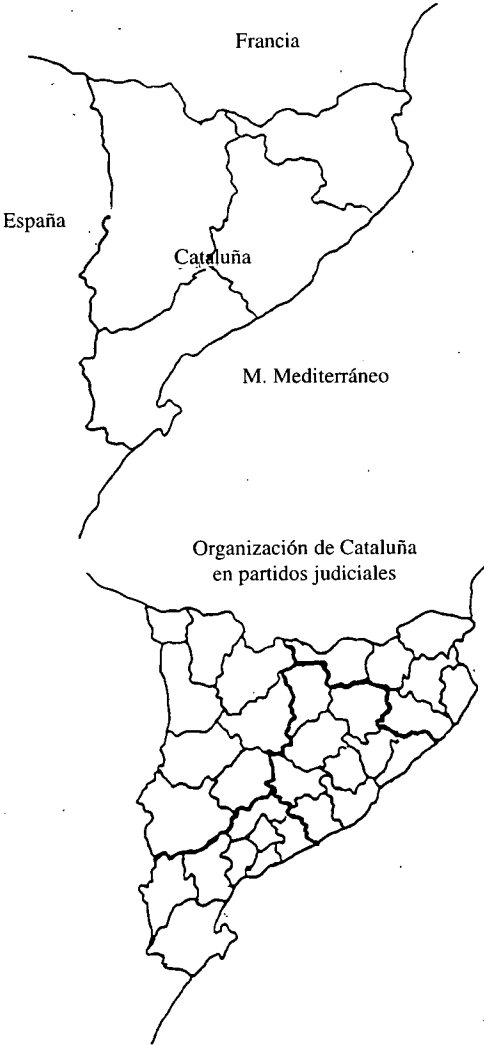 Francia
España
Cataluña
M. Mediterráneo
Organización de Cataluña
en partidos judiciales